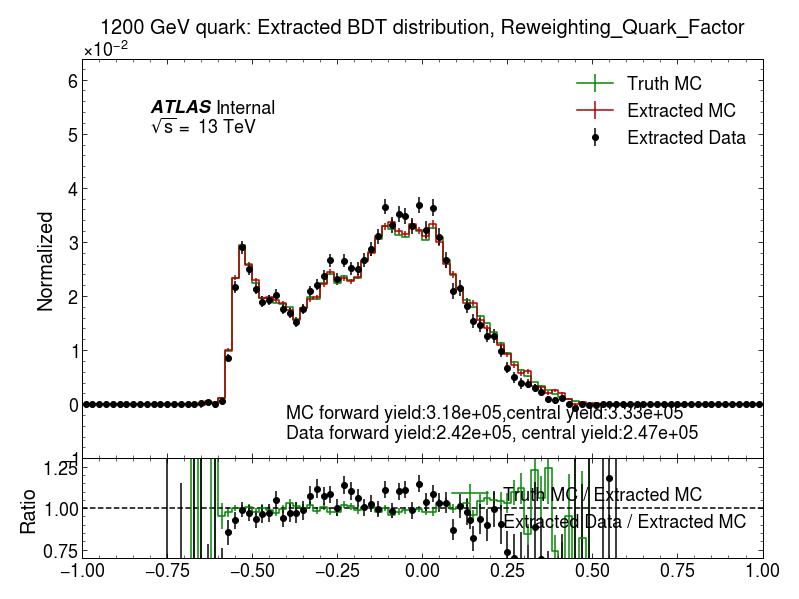 1200 GeV quark: Extracted BDT distribution, Reweighting_Quark_Factor
×10⁻²
ATLAS Internal
√s = 13 TeV
Truth MC
Extracted MC
Extracted Data
Normalized
6
5
4
3
2
1
0
1
MC forward yield:3.18e+05,central yield:3.33e+05
Data forward yield:2.42e+05, central yield:2.47e+05
Ratio
1.25
1.00
0.75
Truth MC / Extracted MC
Extracted Data / Extracted MC
−1.00 −0.75 −0.50 −0.25 0.00 0.25 0.50 0.75 1.00